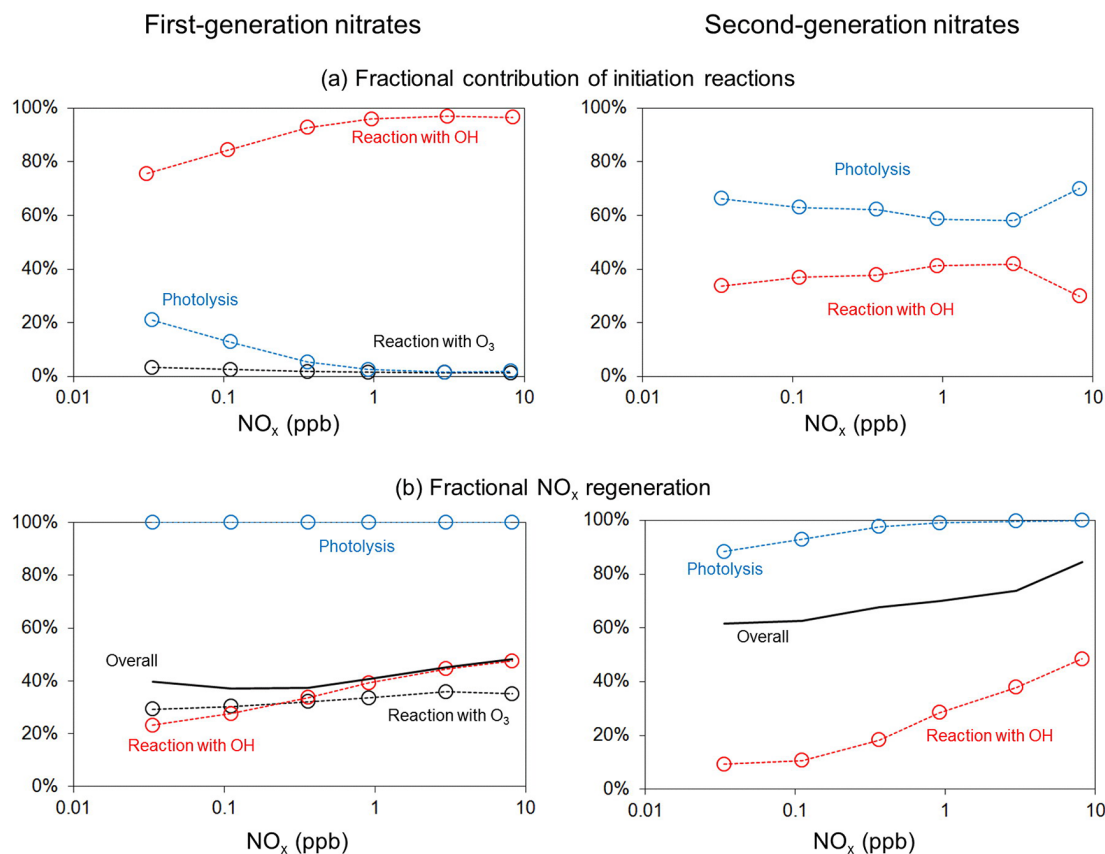 First-generation nitrates
Second-generation nitrates
(a) Fractional contribution of initiation reactions
100%
80%
60%
40%
20%
0%
0.01
0.1
1
10
NOx (ppb)
Reaction with OH
Photolysis
Reaction with O3
100%
80%
60%
40%
20%
0%
0.01
0.1
1
10
NOx (ppb)
Photolysis
Reaction with OH
(b) Fractional NOx regeneration
100%
80%
60%
40%
20%
0%
0.01
0.1
1
10
NOx (ppb)
Photolysis
Overall
Reaction with O3
Reaction with OH
100%
80%
60%
40%
20%
0%
0.01
0.1
1
10
NOx (ppb)
Photolysis
Overall
Reaction with OH